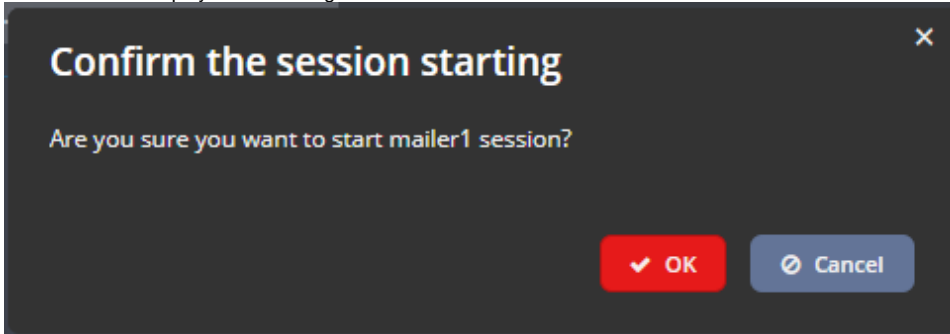 Confirm the session starting
Are you sure you want to start mailer1 session?
OK
Cancel